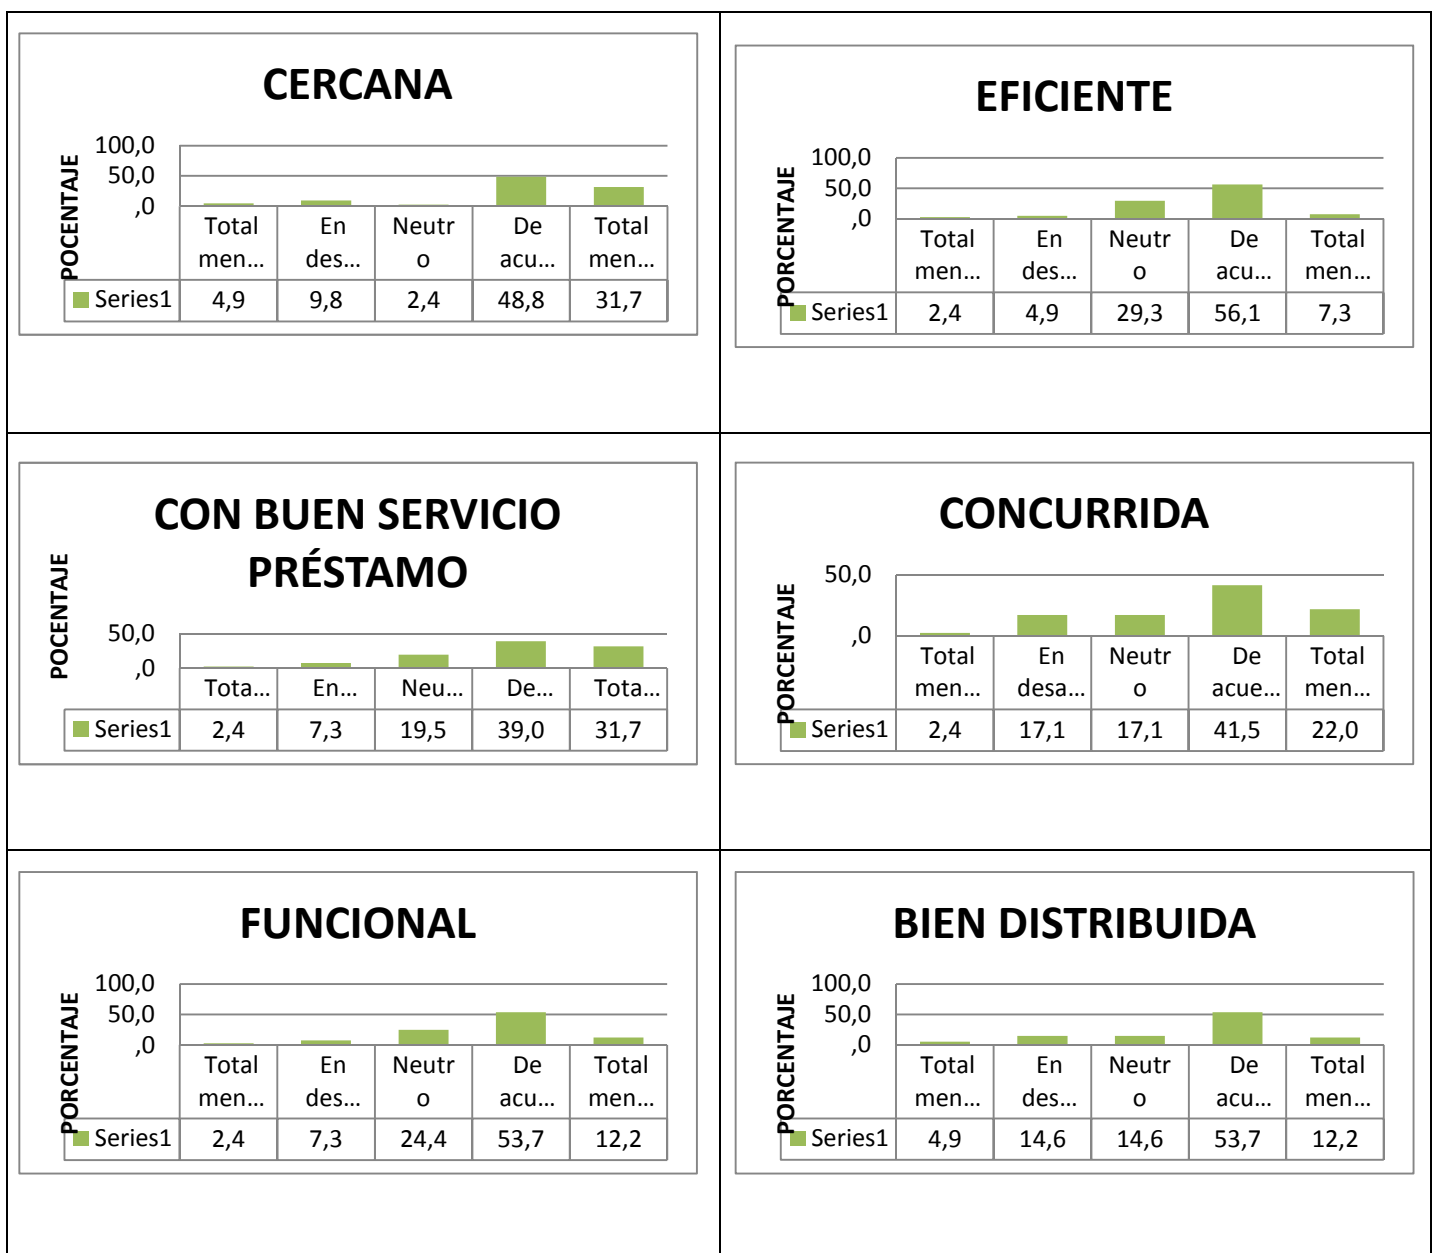 CERCANA
POCENTAJE
100,0
50,0
,0
Total men... En des... Neutr o De acu... Total men...
Series1 4,9 9,8 2,4 48,8 31,7
EFICIENTE
PORCENTAJE
100,0
50,0
,0
Total men... En des... Neutr o De acu... Total men...
Series1 2,4 4,9 29,3 56,1 7,3
CON BUEN SERVICIO
PRÉSTAMO
POCENTAJE
50,0
,0
Tota... En... Neu... De... Tota...
Series1 2,4 7,3 19,5 39,0 31,7
CONCURRIDA
PORCENTAJE
50,0
,0
Total men... En desa... Neutr o De acue... Total men...
Series1 2,4 17,1 17,1 41,5 22,0
FUNCIONAL
PORCENTAJE
100,0
50,0
,0
Total men... En des... Neutr o De acu... Total men...
Series1 2,4 7,3 24,4 53,7 12,2
BIEN DISTRIBUIDA
PORCENTAJE
100,0
50,0
,0
Total men... En des... Neutr o De acu... Total men...
Series1 4,9 14,6 14,6 53,7 12,2